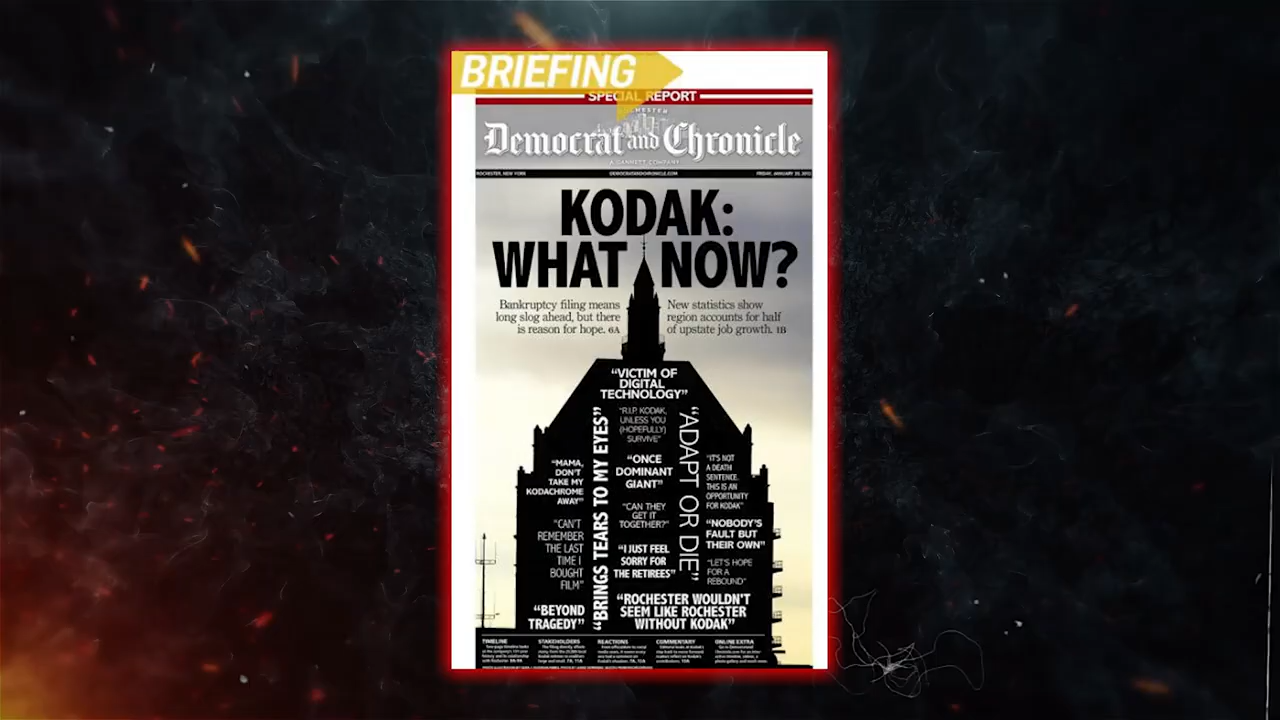 BRIEFING
SPECIAL REPORT
Democrat and Chronicle
A GANNETT COMPANY
ROCHESTER, NEW YORK
DEMOCRATANDCHRONICLE.COM
FRIDAY, JANUARY 20, 2012
KODAK:
WHAT NOW?
Bankruptcy filing means
long slog ahead, but there
is reason for hope. 6A
New statistics show
region accounts for half
of upstate job growth. 1B
“VICTIM OF
DIGITAL
TECHNOLOGY”
“R.I.P. KODAK,
UNLESS YOU
(HOPEFULLY)
SURVIVE”
“MAMA,
DON'T
TAKE MY
KODACHROME
AWAY”
“CAN'T
REMEMBER
THE LAST
TIME I
BOUGHT
FILM”
“BEYOND
TRAGEDY”
“BRINGS TEARS TO MY EYES”
“ONCE
DOMINANT
GIANT”
“CAN THEY
GET IT
TOGETHER?”
“I JUST FEEL
SORRY FOR
THE RETIREES”
“ADAPT OR DIE”
“IT'S NOT
A DEATH
SENTENCE.
THIS IS AN
OPPORTUNITY
FOR KODAK”
“NOBODY'S
FAULT BUT
THEIR OWN”
“LET'S HOPE
FOR A
REBOUND”
“ROCHESTER WOULDN'T
SEEM LIKE ROCHESTER
WITHOUT KODAK”
TIMELINE
STAKEHOLDERS
REACTIONS
COMMENTARY
ONLINE EXTRA